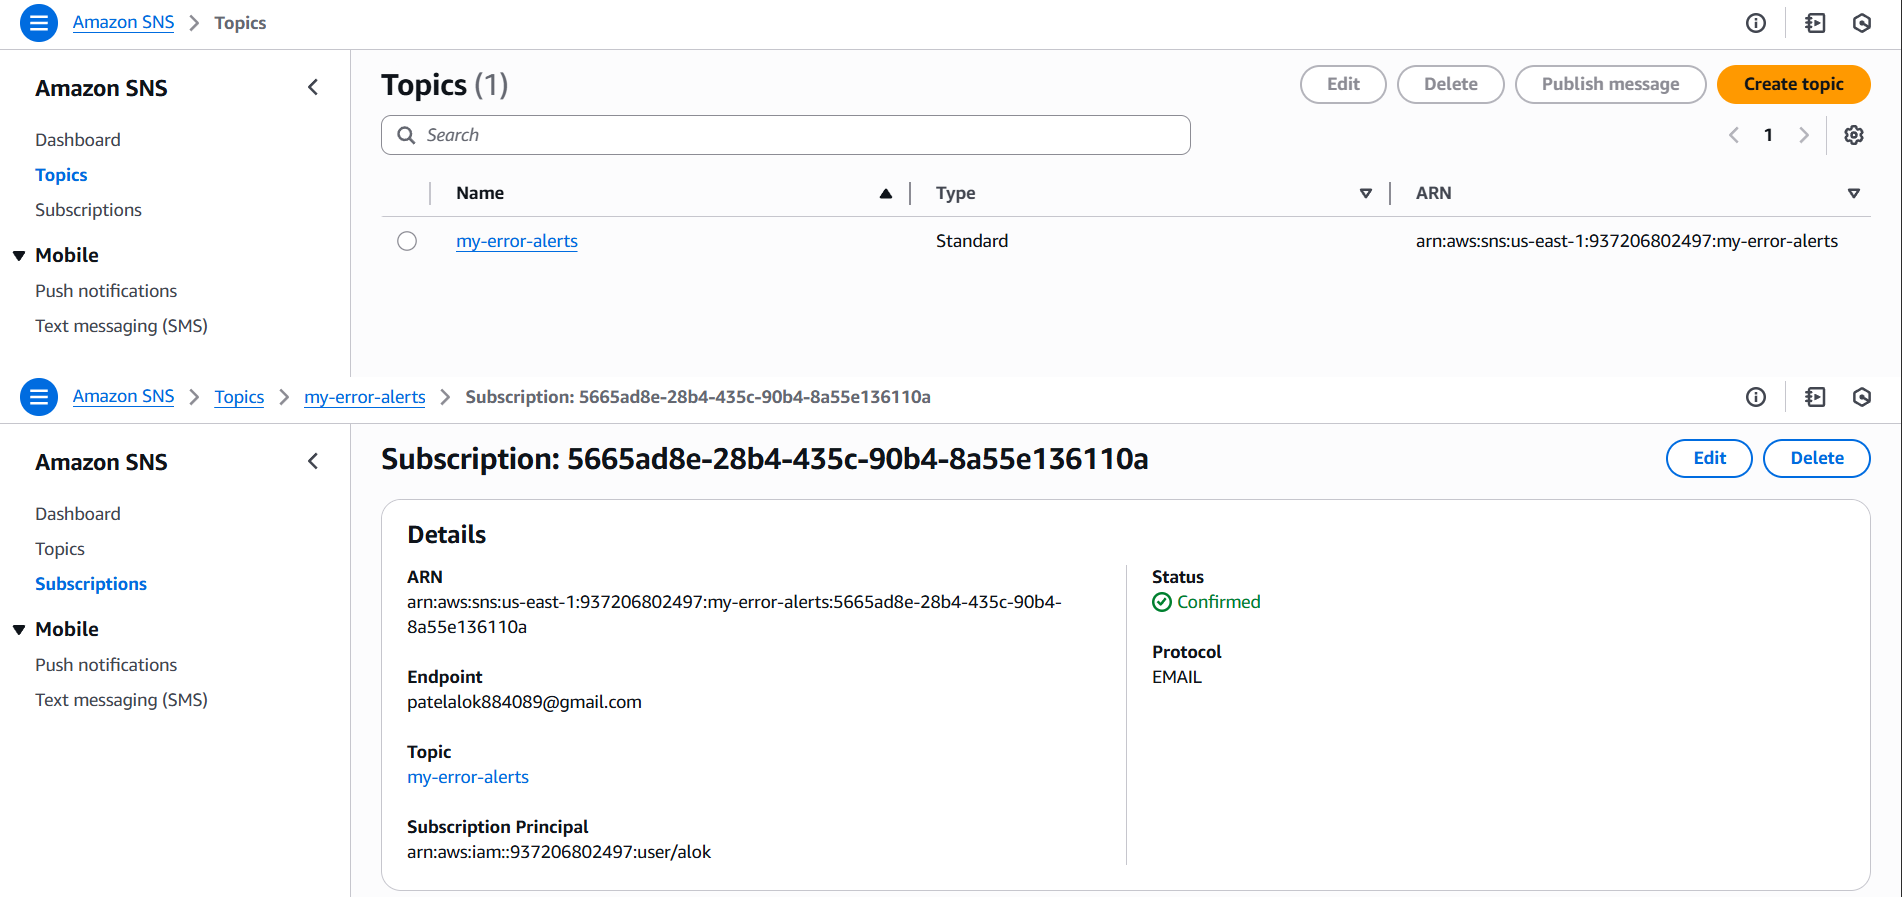 Amazon SNS > Topics
Amazon SNS
Dashboard
Topics
Subscriptions
Mobile
Push notifications
Text messaging (SMS)
Topics (1)
Edit
Delete
Publish message
Create topic
Search
1
Name
Type
ARN
my-error-alerts
Standard
arn:aws:sns:us-east-1:937206802497:my-error-alerts
Amazon SNS > Topics > my-error-alerts > Subscription: 5665ad8e-28b4-435c-90b4-8a55e136110a
Amazon SNS
Dashboard
Topics
Subscriptions
Mobile
Push notifications
Text messaging (SMS)
Subscription: 5665ad8e-28b4-435c-90b4-8a55e136110a
Edit
Delete
Details
ARN
arn:aws:sns:us-east-1:937206802497:my-error-alerts:5665ad8e-28b4-435c-90b4-
8a55e136110a
Endpoint
patelalok884089@gmail.com
Topic
my-error-alerts
Subscription Principal
arn:aws:iam::937206802497:user/alok
Status
Confirmed
Protocol
EMAIL